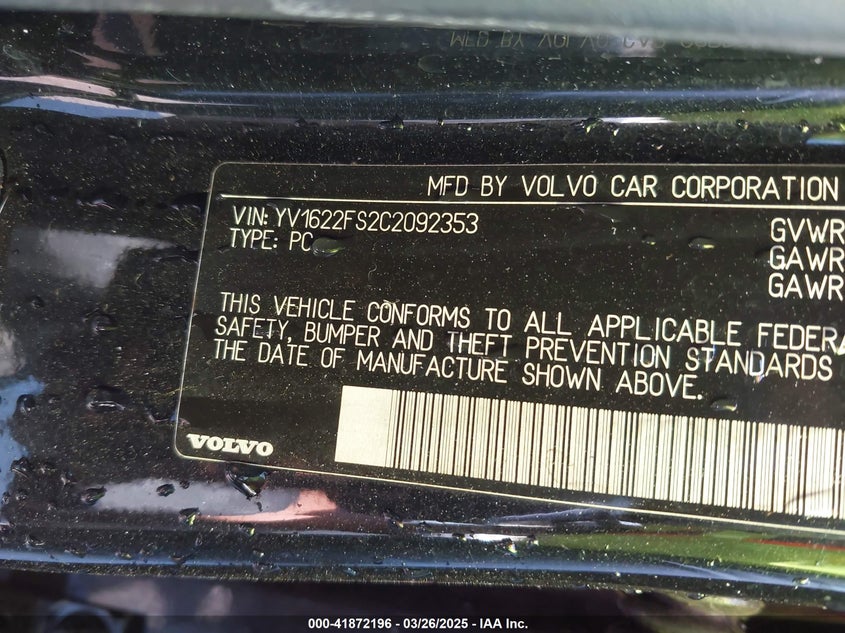 MFD BY VOLVO CAR CORPORATION
VIN: YV1622FS2C2092353
TYPE: PC
GVWR
GAWR
GAWR
THIS VEHICLE CONFORMS TO ALL APPLICABLE FEDERA
SAFETY, BUMPER AND THEFT PREVENTION STANDARDS
THE DATE OF MANUFACTURE SHOWN ABOVE.
VOLVO
000-41872196 - 03/26/2025 - IAA Inc.